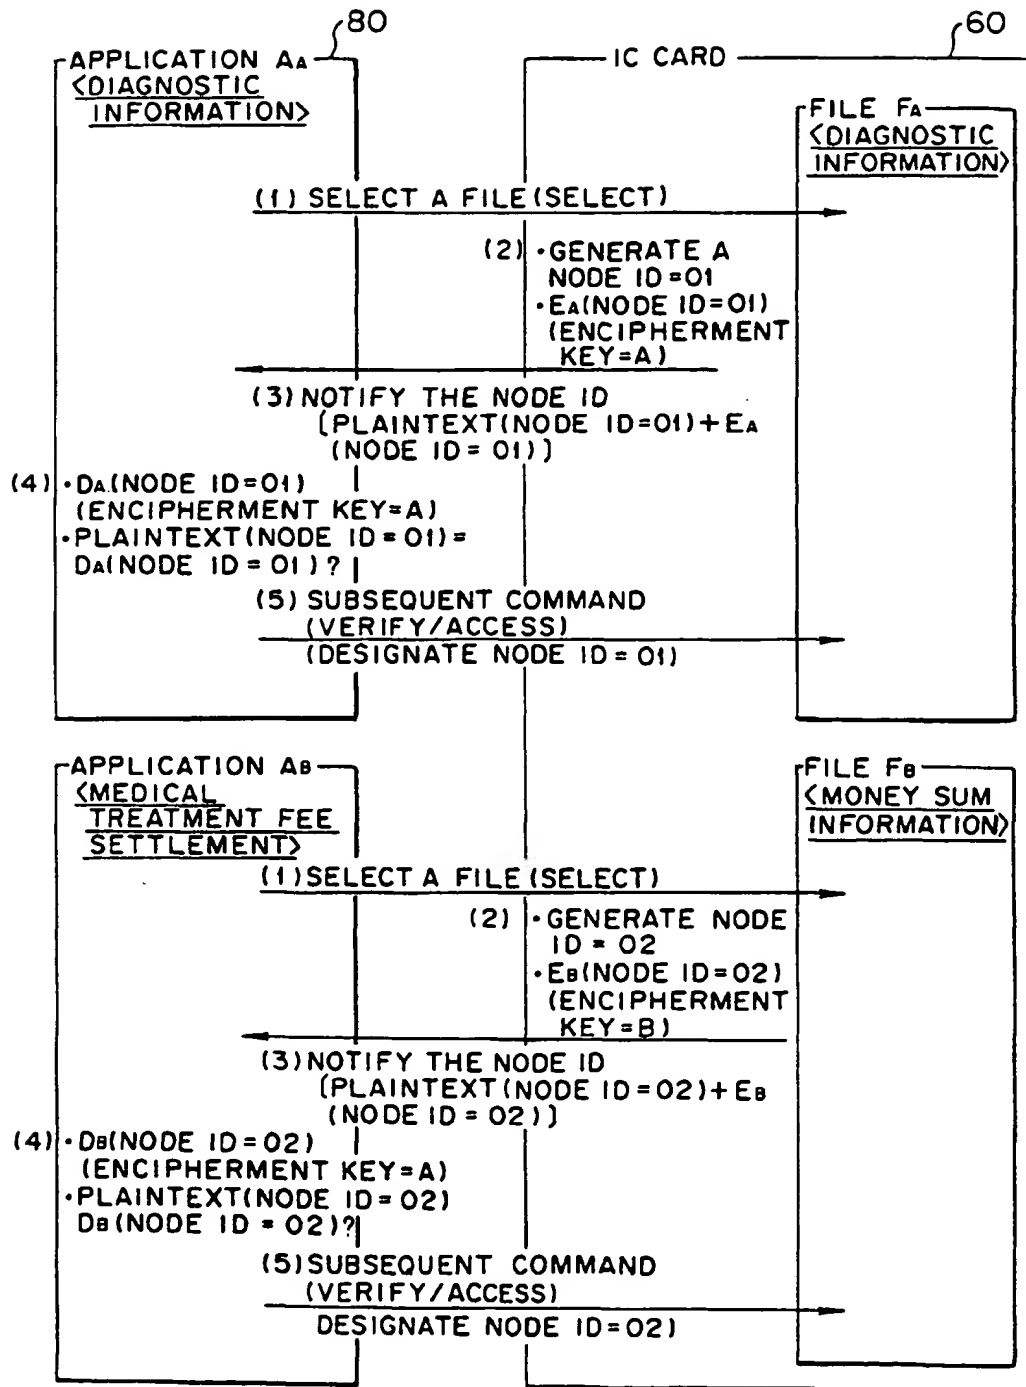 80
60
APPLICATION AA
<DIAGNOSTIC
INFORMATION>
IC CARD
FILE FA
<DIAGNOSTIC
INFORMATION>
(1) SELECT A FILE(SELECT)
(2) ·GENERATE A
NODE ID=01
·EA(NODE ID=01)
(ENCIPHERMENT
KEY=A)
(3) NOTIFY THE NODE ID
[PLAINTEXT(NODE ID=01)+EA
(NODE ID=01)]
(4) ·DA(NODE ID=01)
(ENCIPHERMENT KEY=A)
·PLAINTEXT(NODE ID=01)=
DA(NODE ID=01)?
(5) SUBSEQUENT COMMAND
(VERIFY/ACCESS)
(DESIGNATE NODE ID=01)
APPLICATION AB
<MEDICAL
TREATMENT FEE
SETTLEMENT>
FILE FB
<MONEY SUM
INFORMATION>
(1) SELECT A FILE(SELECT)
(2) ·GENERATE NODE
ID=02
·EB(NODE ID=02)
(ENCIPHERMENT
KEY=B)
(3) NOTIFY THE NODE ID
[PLAINTEXT(NODE ID=02)+EB
(NODE ID=02)]
(4) ·DB(NODE ID=02)
(ENCIPHERMENT KEY=A)
·PLAINTEXT(NODE ID=02)
DB(NODE ID=02)?
(5) SUBSEQUENT COMMAND
(VERIFY/ACCESS)
DESIGNATE NODE ID=02)